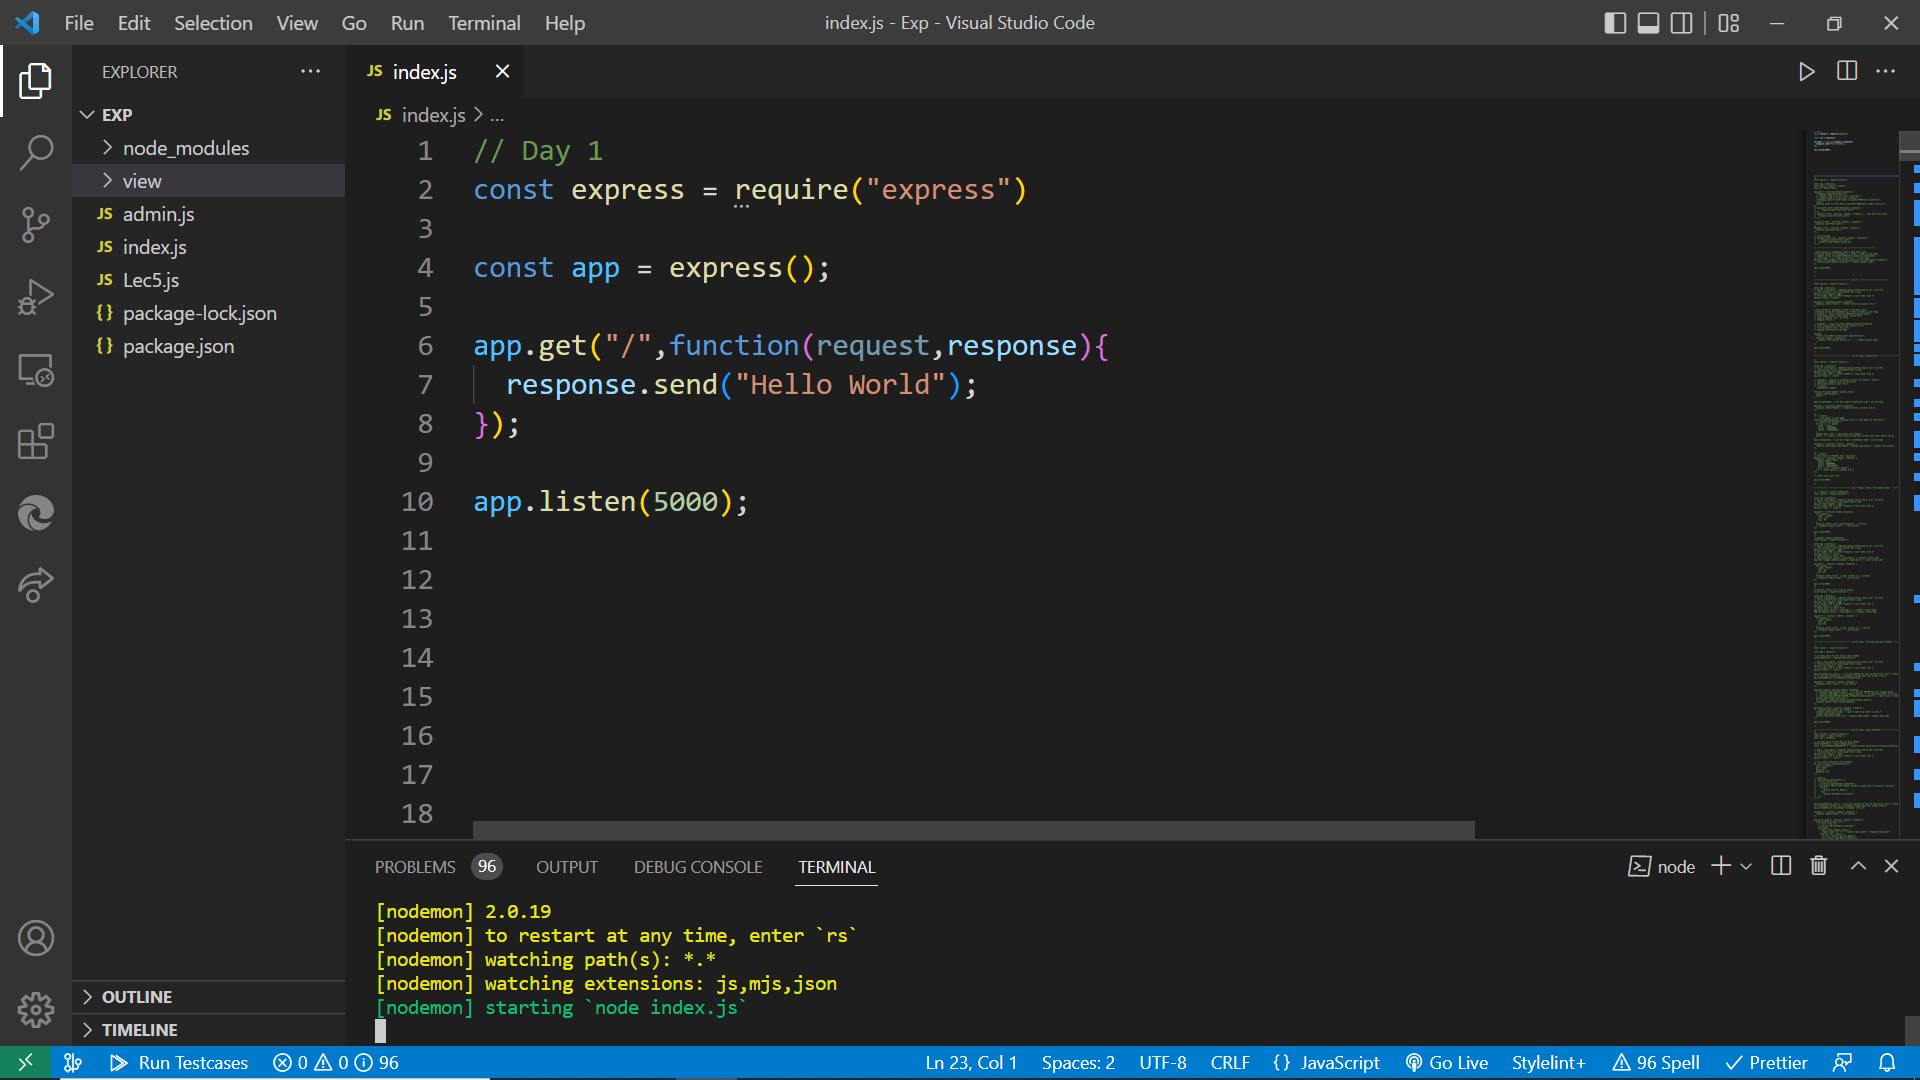 File Edit Selection View Go Run Terminal Help
index.js - Exp - Visual Studio Code
EXPLORER
EXP
node_modules
view
JS admin.js
JS index.js
JS Lec5.js
{} package-lock.json
{} package.json
OUTLINE
TIMELINE
JS index.js
JS index.js > ...
1 // Day 1
2 const express = require("express")
3
4 const app = express();
5
6 app.get("/",function(request,response){
7 response.send("Hello World");
8 });
9
10 app.listen(5000);
11
12
13
14
15
16
17
18
PROBLEMS 96 OUTPUT DEBUG CONSOLE TERMINAL
node
[nodemon] 2.0.19
[nodemon] to restart at any time, enter `rs`
[nodemon] watching path(s): *.*
[nodemon] watching extensions: js,mjs,json
[nodemon] starting `node index.js`
Run Testcases 0 0 96 Ln 23, Col 1 Spaces: 2 UTF-8 CRLF {} JavaScript Go Live Stylelint+ 96 Spell Prettier